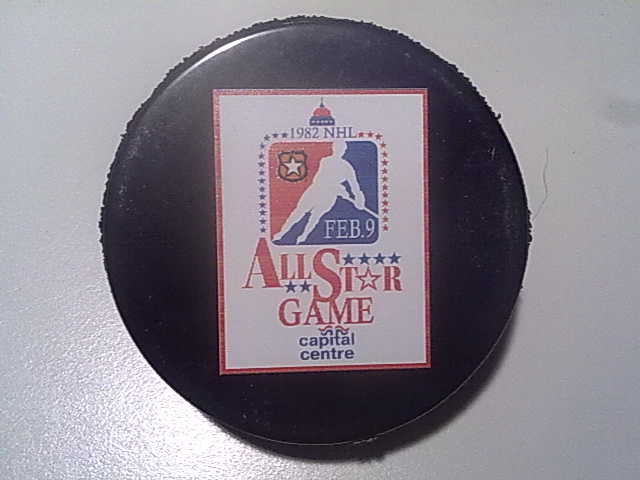 1982 NHL
FEB. 9
ALL STAR
GAME
capital
centre